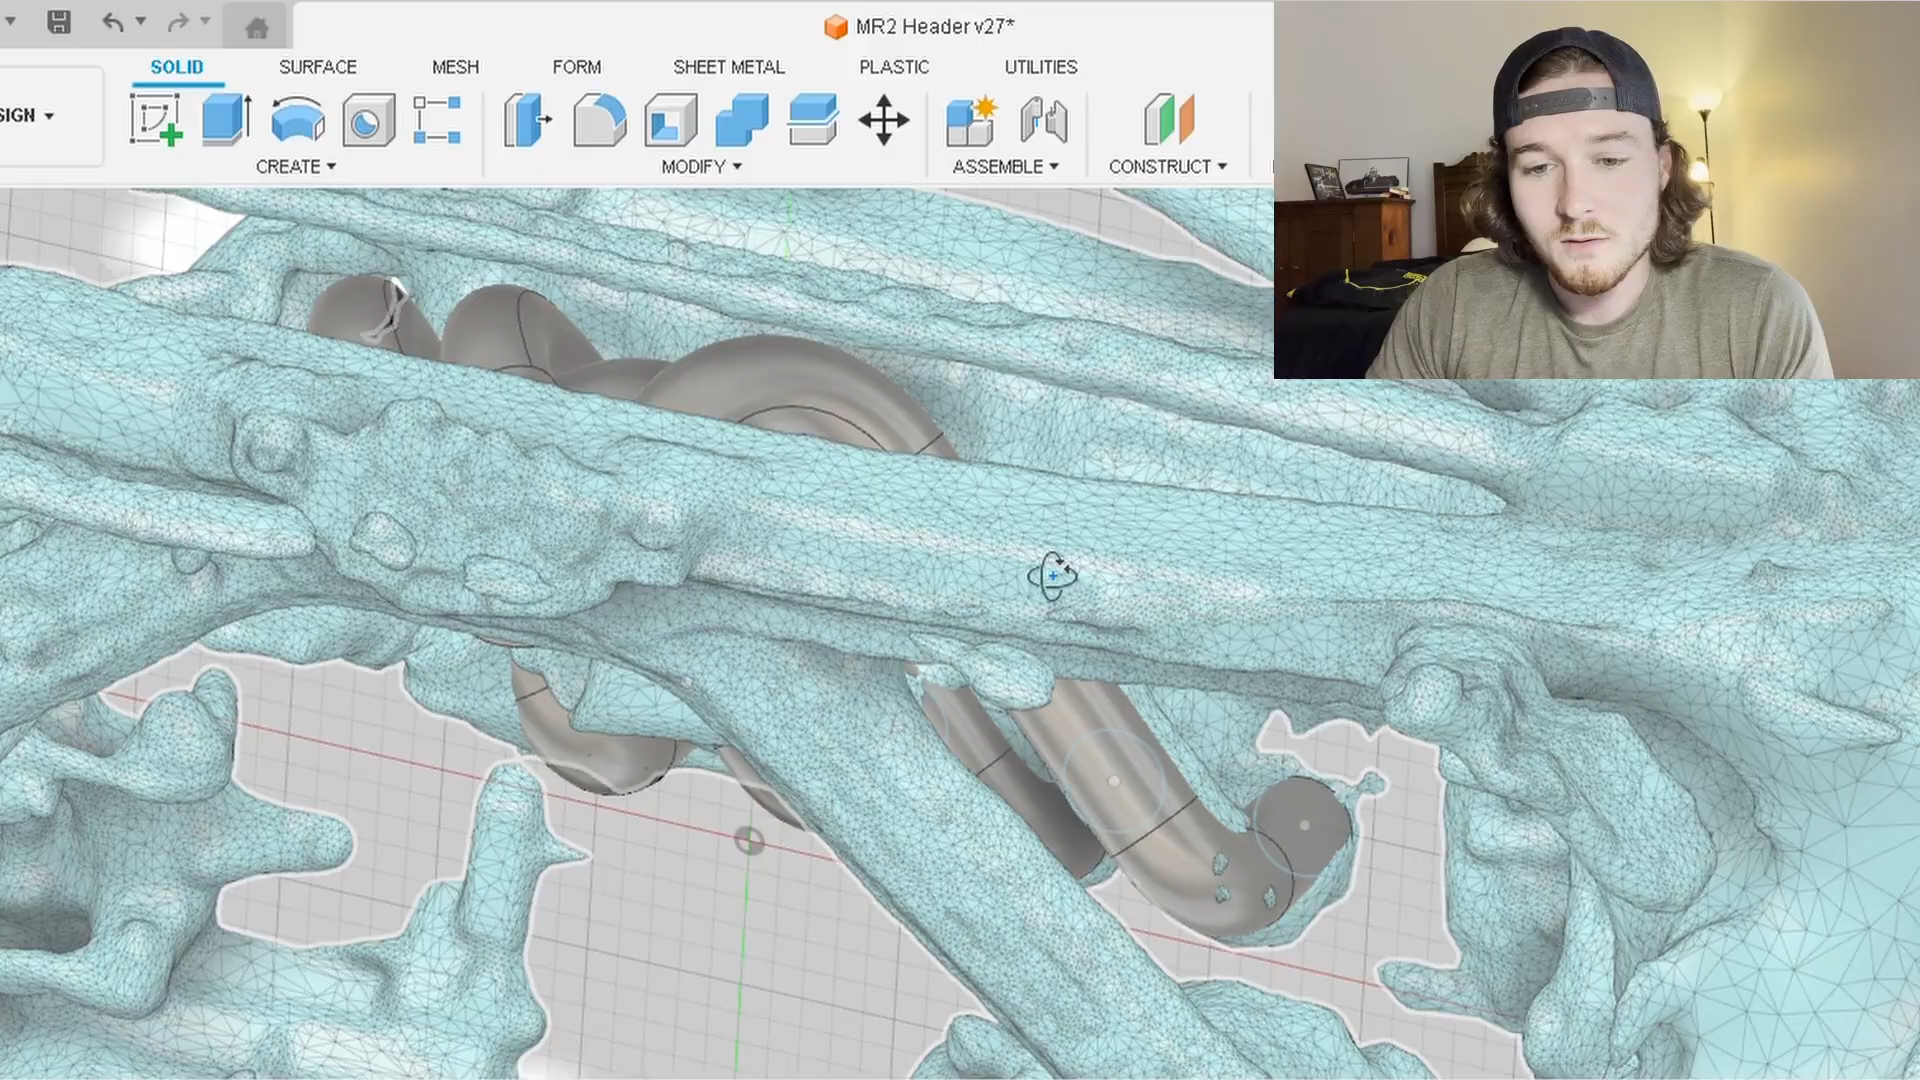 MR2 Header v27*
SOLID SURFACE MESH FORM SHEET METAL PLASTIC UTILITIES
SIGN
CREATE MODIFY ASSEMBLE CONSTRUCT